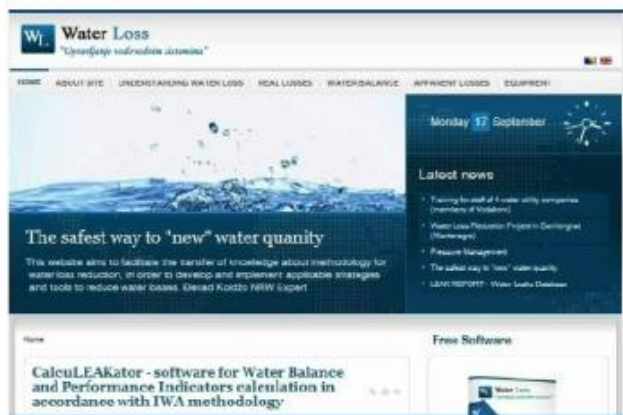 WL
Water Loss
"Upravljanje vodovodnim sistemima"
HOME ABOUT SITE UNDERSTANDING WATER LOSS REAL LOSSES WATER BALANCE APPARENT LOSSES EQUIPMENT
Monday 17 September
Latest news
Training for staff of 4 water utility companies
(members of Vodakom)
Water Loss Reduction Project in Danilovgrad
(Montenegro)
Pressure Management
The safest way to "new" water quanity
LEAK REPORT - Water Leaks Database
The safest way to "new" water quanity
This website aims to facilitate the transfer of knowledge about methodology for
water loss reduction, in order to develop and implement applicable strategies
and tools to reduce water losses. NRW Expert
Home
CalcuLEAKator - software for Water Balance
and Performance Indicators calculation in
accordance with IWA methodology
Free Software
WL Water Loss